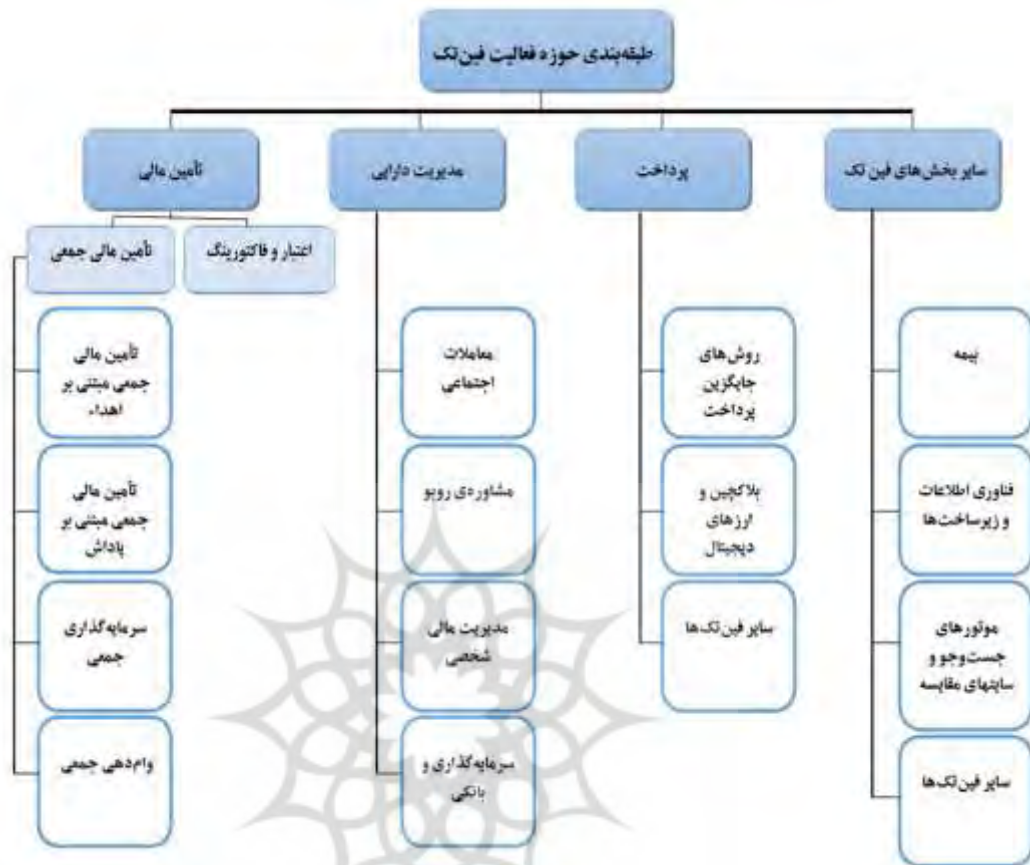 طبقه‌بندی حوزه فعالیت فین‌تک
سایر بخش‌های فین تک
پرداخت
مدیریت دارایی
تأمین مالی
اعتبار و فاکتورینگ
تأمین مالی جمعی
بیمه
فناوری اطلاعات
و زیرساخت‌ها
موتورهای
جست‌وجو و
سایتهای مقایسه
سایر فین‌تک‌ها
روش‌های
جایگزین
پرداخت
بلاکچین و
ارزهای
دیجیتال
سایر فین‌تک‌ها
معاملات
اجتماعی
مشاوره‌ی روبو
مدیریت مالی
شخصی
سرمایه‌گذاری و
بانکی
تأمین مالی
جمعی مبتنی بر
اهداء
تأمین مالی
جمعی مبتنی بر
پاداش
سرمایه‌گذاری
جمعی
وام‌دهی جمعی